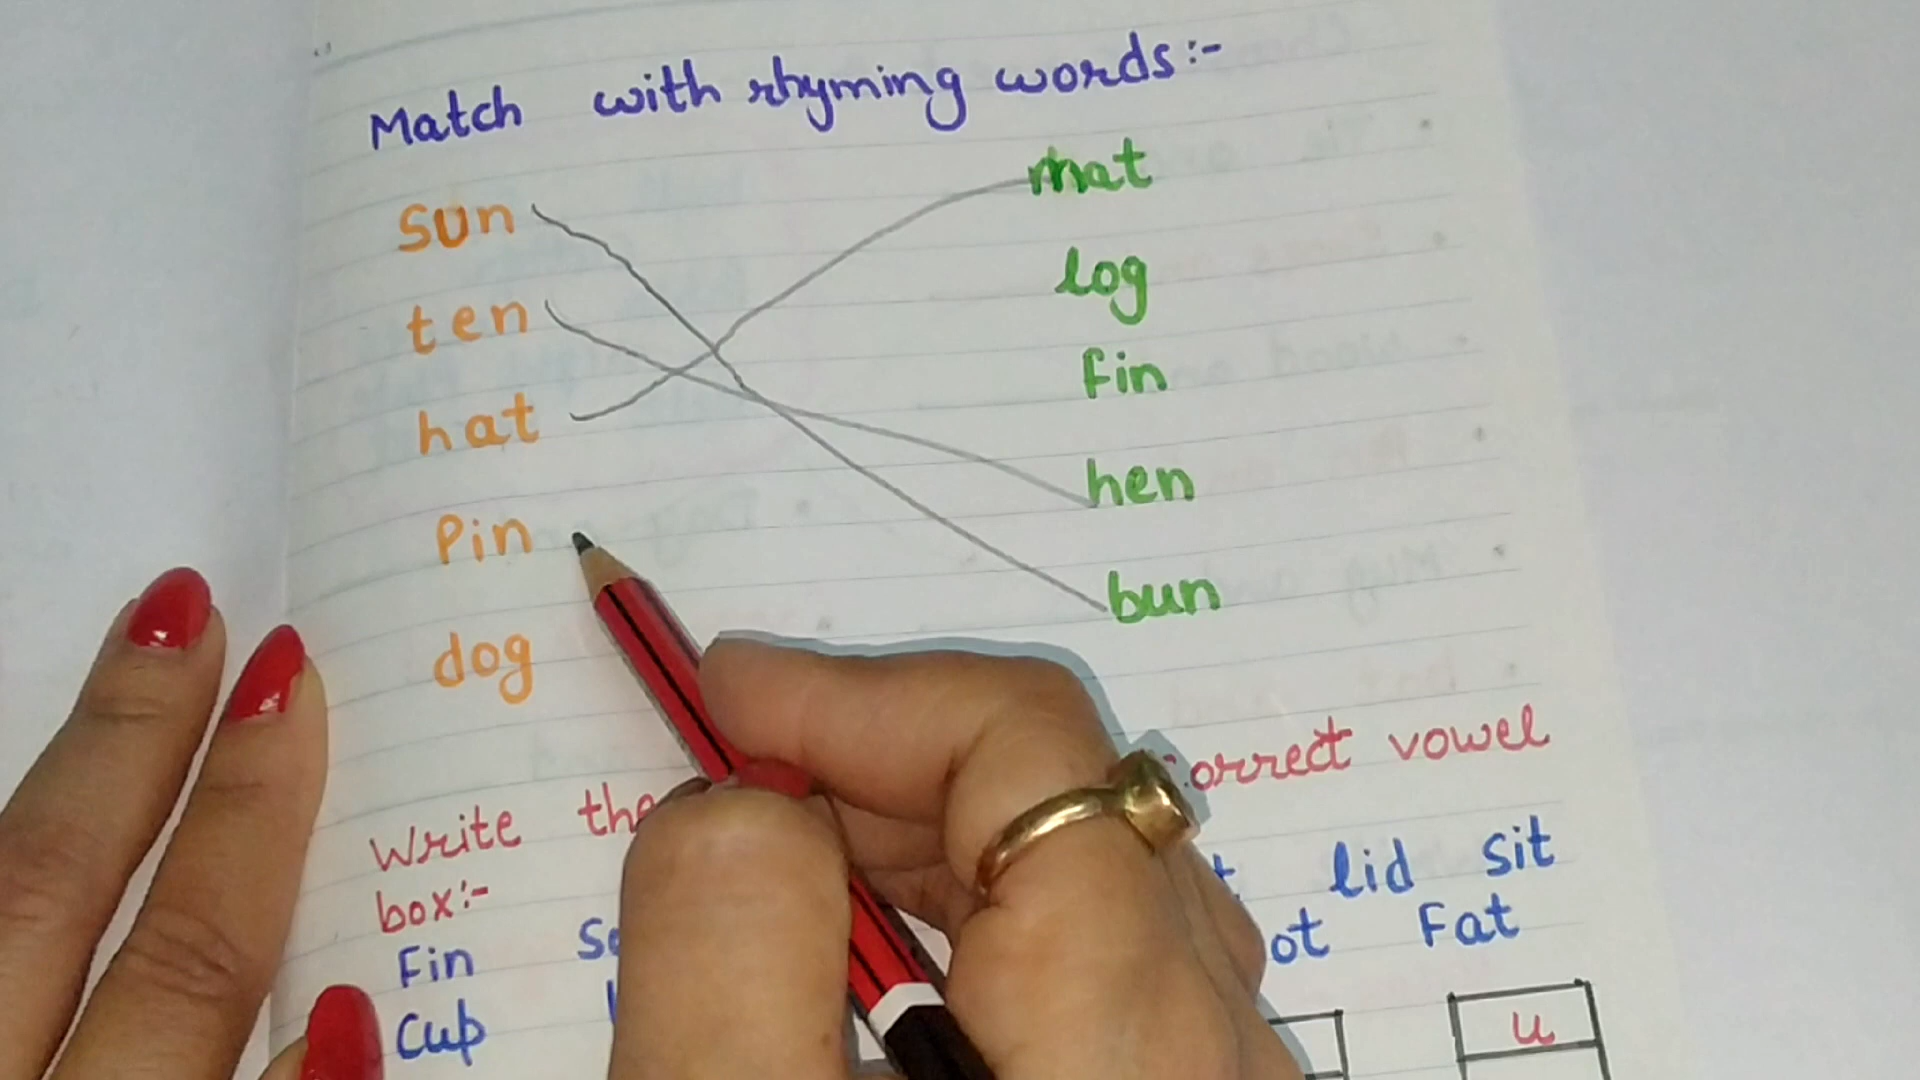 Match with rhyming words:-
sun mat
ten log
hat fin
Pin hen
dog bun
Write the correct vowel
box:-
Fin lid sit
Cup ot Fat
u